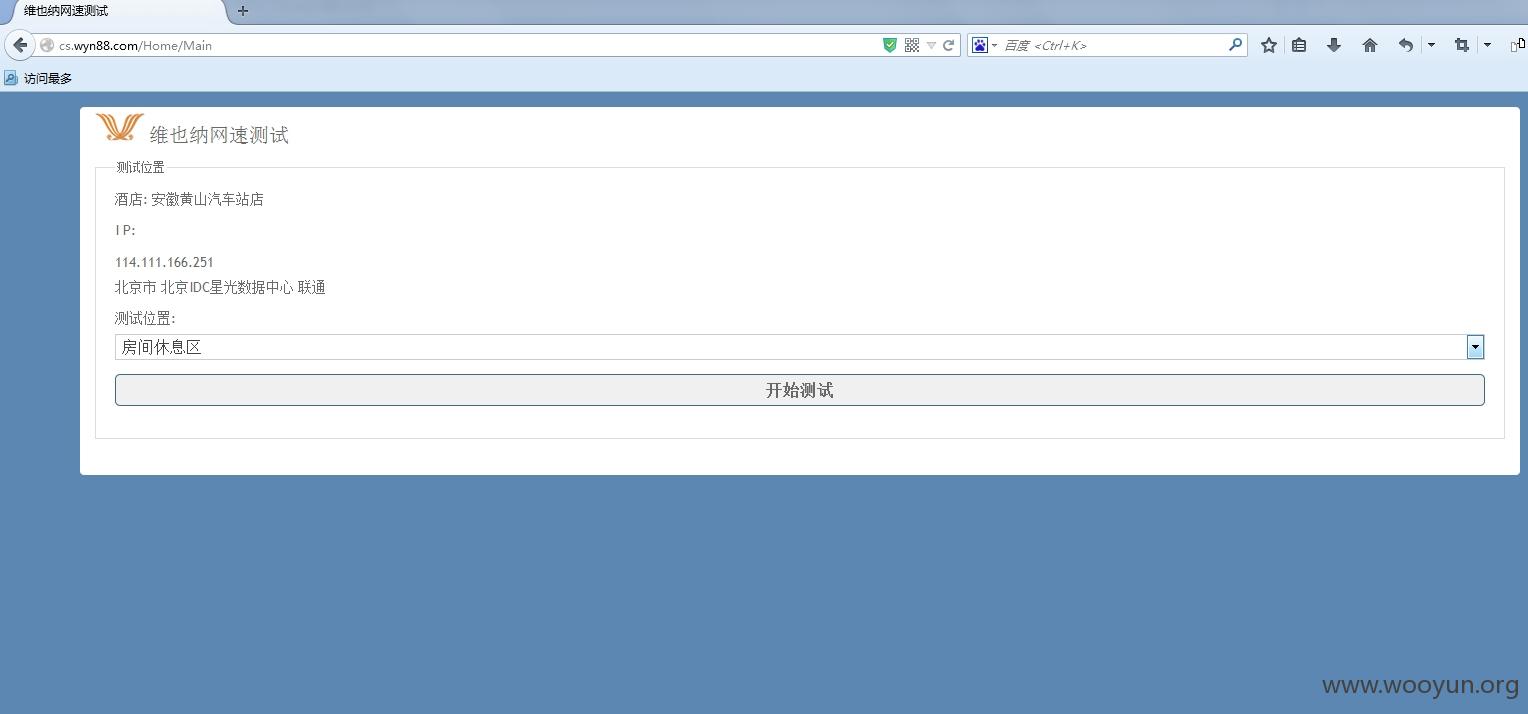 维也纳网速测试
cs.wyn88.com/Home/Main
百度 <Ctrl+K>
访问最多
维也纳网速测试
测试位置
酒店: 安徽黄山汽车站店
I P:
114.111.166.251
北京市 北京IDC星光数据中心 联通
测试位置:
房间休息区
开始测试
www.wooyun.org